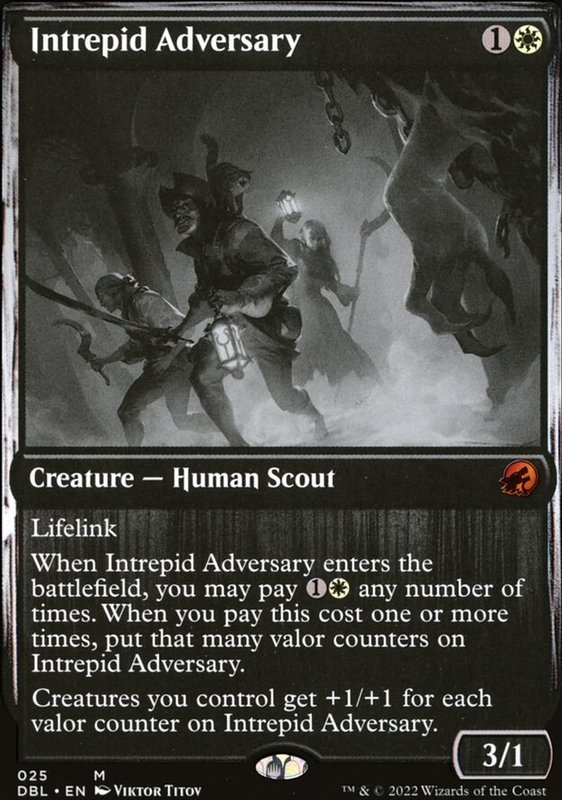 Intrepid Adversary 1
Creature — Human Scout
Lifelink
When Intrepid Adversary enters the
battlefield, you may pay 1 any number of
times. When you pay this cost one or more
times, put that many valor counters on
Intrepid Adversary.
Creatures you control get +1/+1 for each
valor counter on Intrepid Adversary.
3/1
025 M
DBL • EN Viktor Titov ™ & © 2022 Wizards of the Coast